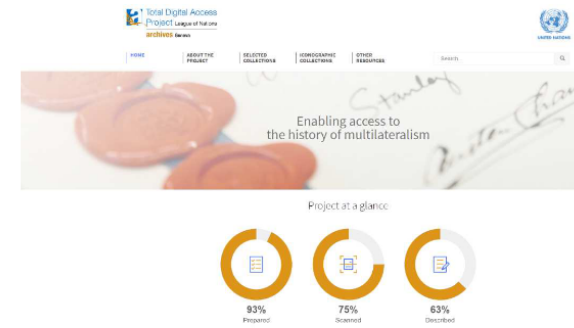 Total Digital Access
Project League of Nations
archives Geneva
UNITED NATIONS
HOME
ABOUT THE PROJECT
SELECTED COLLECTIONS
ICONOGRAPHIC COLLECTIONS
OTHER RESOURCES
Search
Stanley
Enabling access to
the history of multilateralism
Project at a glance
93%
Prepared
75%
Scanned
63%
Described